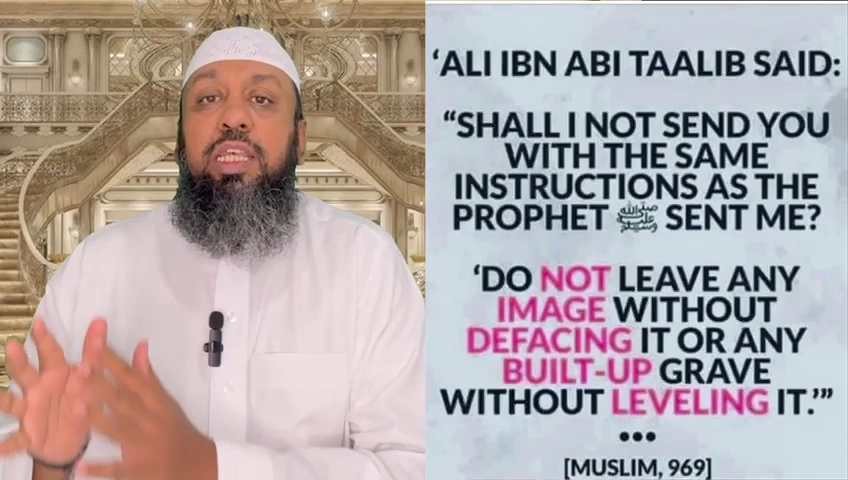 ‘ALI IBN ABI TAALIB SAID:
“SHALL I NOT SEND YOU
WITH THE SAME
INSTRUCTIONS AS THE
PROPHET ﷺ SENT ME?
‘DO NOT LEAVE ANY
IMAGE WITHOUT
DEFACING IT OR ANY
BUILT-UP GRAVE
WITHOUT LEVELING IT.’”
•••
[MUSLIM, 969]